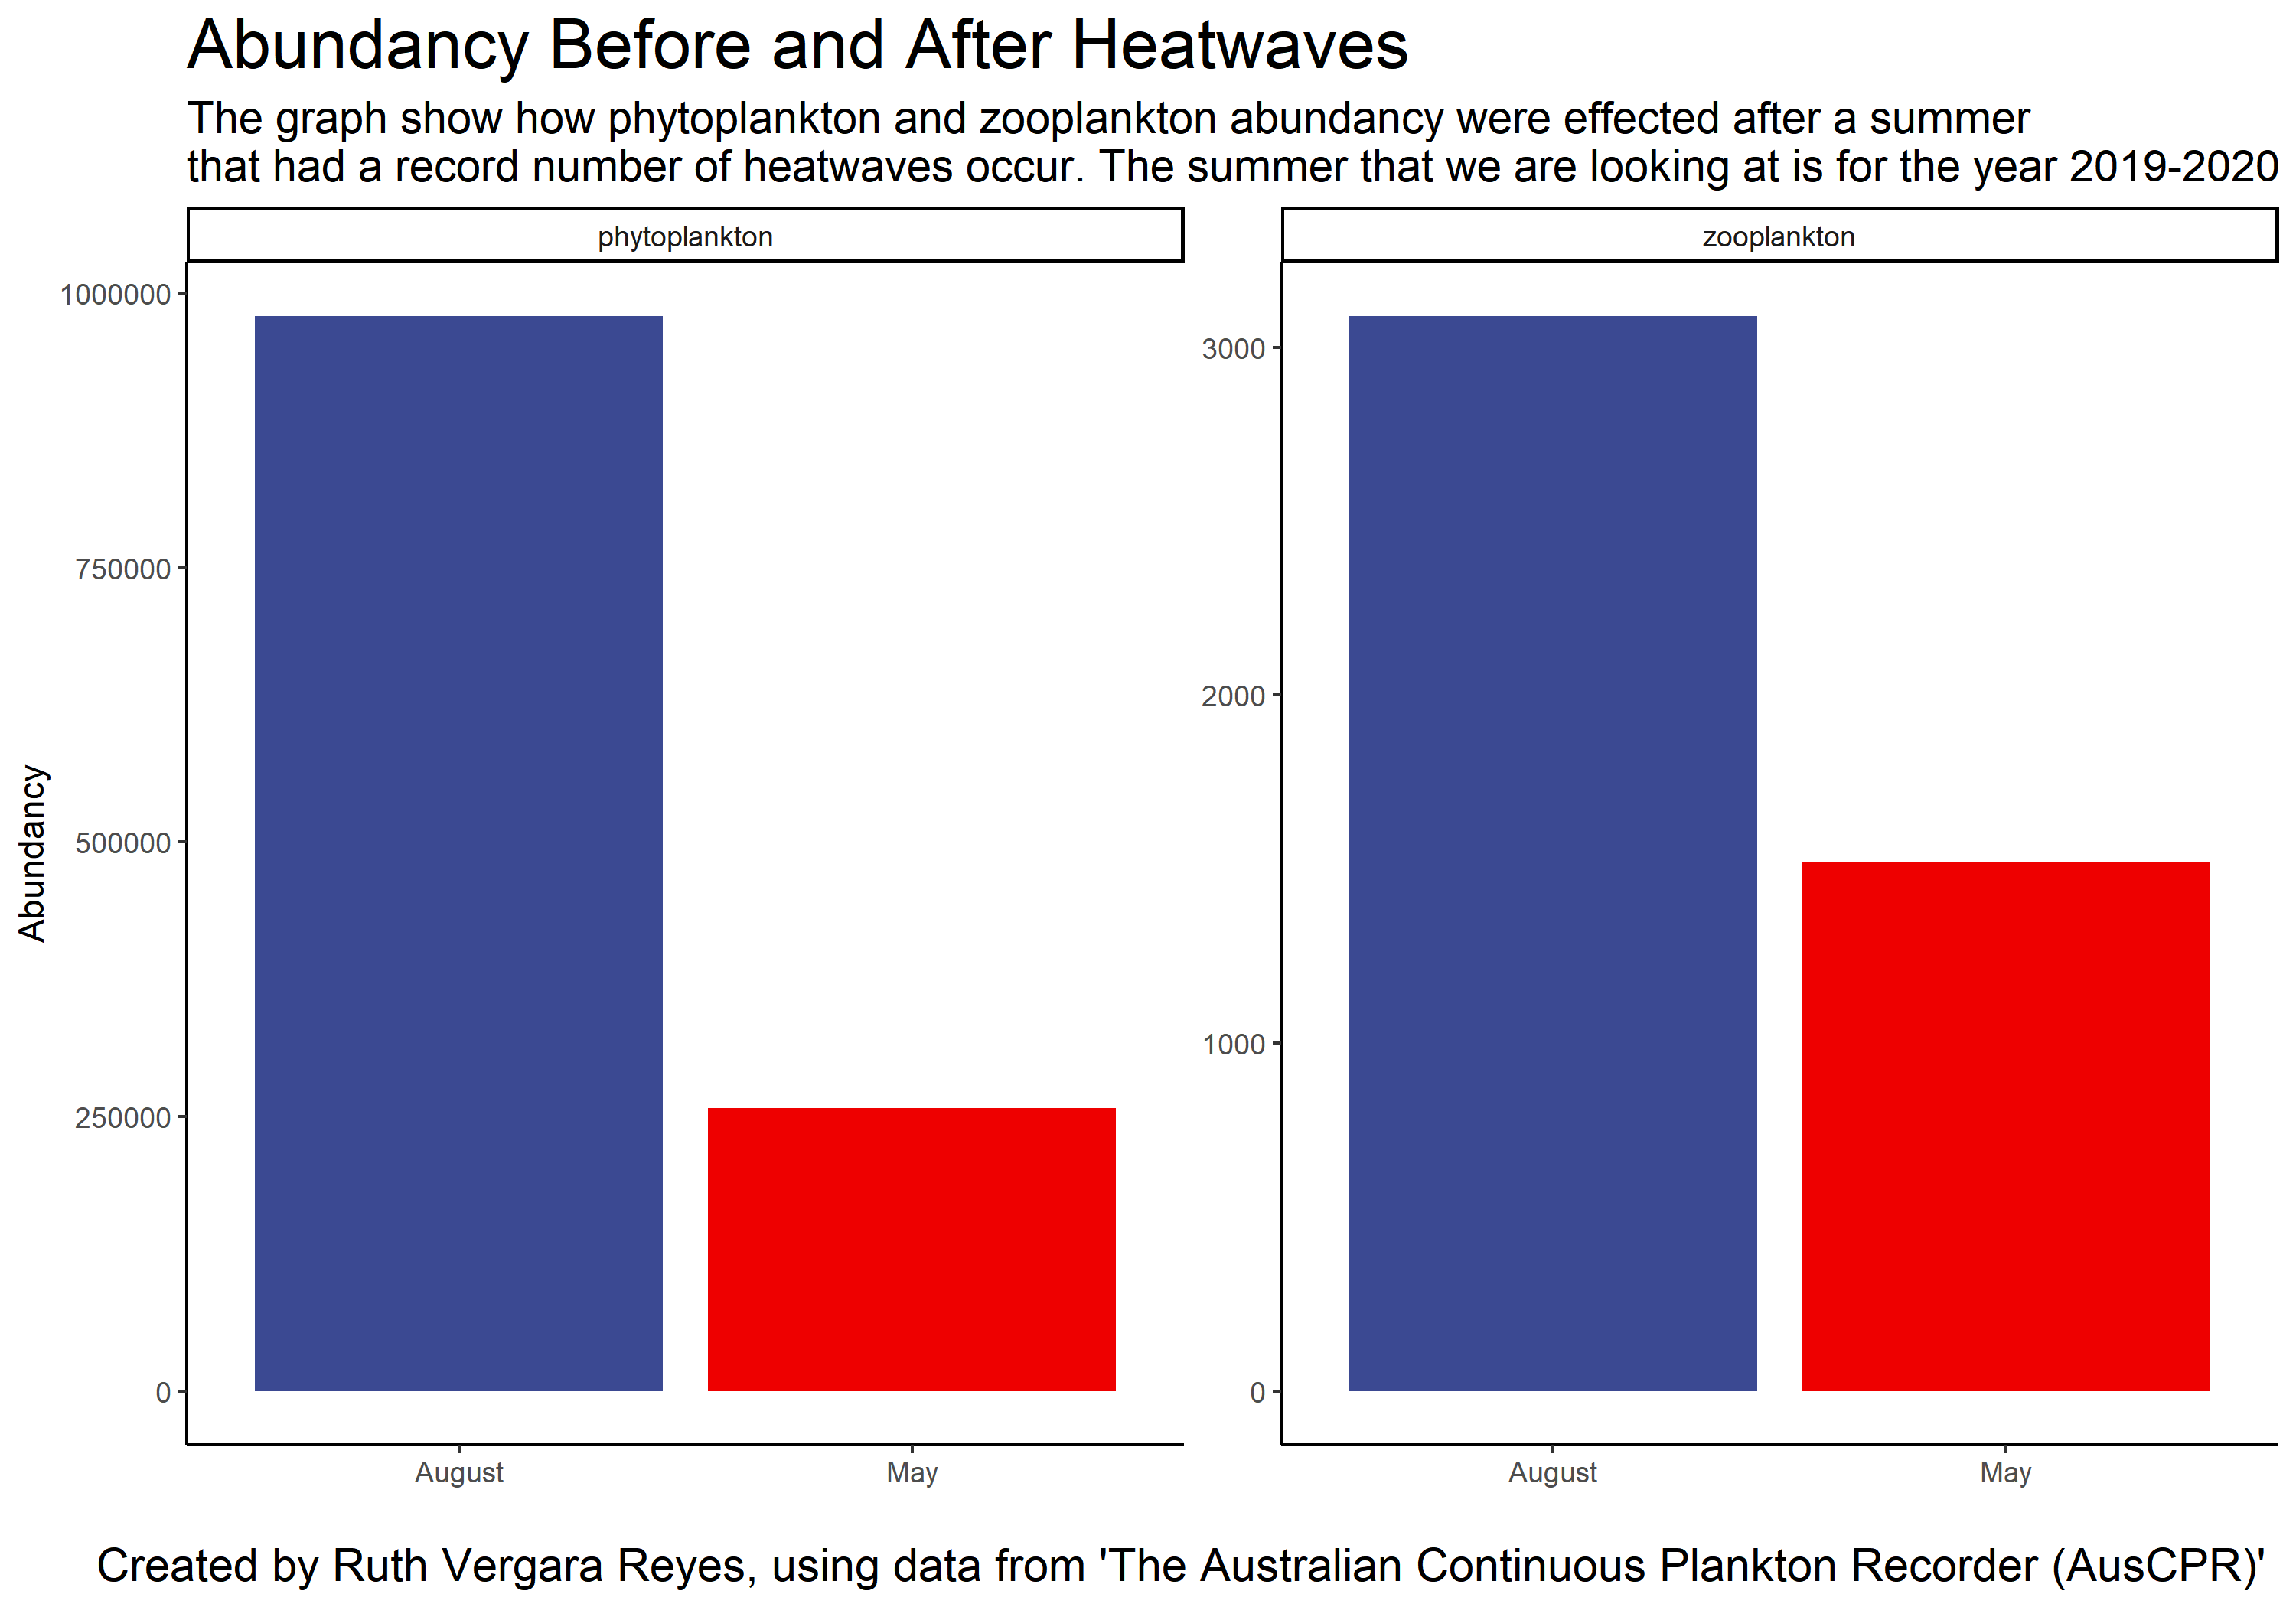 Abundancy Before and After Heatwaves
The graph show how phytoplankton and zooplankton abundancy were effected after a summer
that had a record number of heatwaves occur. The summer that we are looking at is for the year 2019-2020
phytoplankton
zooplankton
Abundancy
1000000
750000
500000
250000
0
August
May
3000
2000
1000
0
August
May
Created by Ruth Vergara Reyes, using data from 'The Australian Continuous Plankton Recorder (AusCPR)'